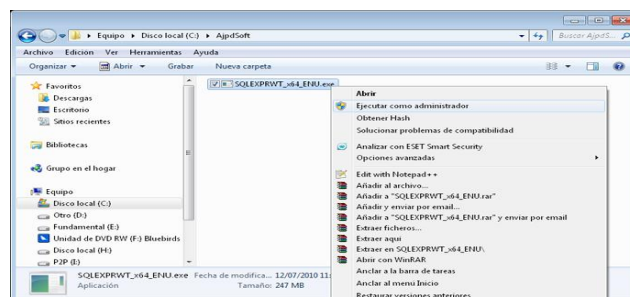 Equipo ▸ Disco local (C:) ▸ AjpdSoft
Buscar AjpdS...
Archivo Edición Ver Herramientas Ayuda
Organizar Abrir Grabar Nueva carpeta
Favoritos
Descargas
Escritorio
Sitios recientes
Bibliotecas
Grupo en el hogar
Equipo
Disco local (C:)
Otro (D:)
Fundamental (E:)
Unidad de DVD RW (F:) Bluebirds
Disco local (H:)
P2P (I:)
SQLEXPRWT_x64_ENU.exe
Abrir
Ejecutar como administrador
Obtener Hash
Solucionar problemas de compatibilidad
Analizar con ESET Smart Security
Opciones avanzadas
Edit with Notepad++
Añadir al archivo...
Añadir a "SQLEXPRWT_x64_ENU.rar"
Añadir y enviar por email...
Añadir a "SQLEXPRWT_x64_ENU.rar" y enviar por email
Extraer ficheros...
Extraer aquí
Extraer en SQLEXPRWT_x64_ENU\
Abrir con WinRAR
Anclar a la barra de tareas
Anclar al menú Inicio
Restaurar versiones anteriores
SQLEXPRWT_x64_ENU.exe Fecha de modifica... 12/07/2010 11:
Aplicación Tamaño: 247 MB